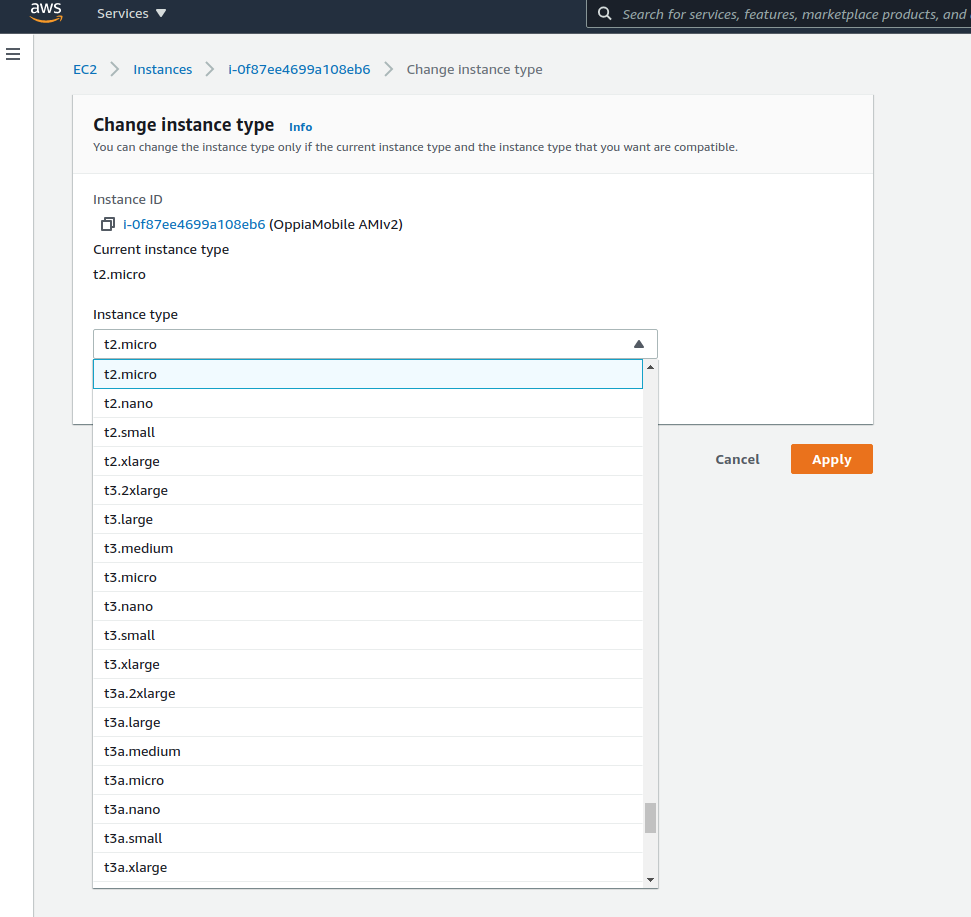 aws Services Search for services, features, marketplace products, and
EC2 Instances i-0f87ee4699a108eb6 Change instance type
Change instance type Info
You can change the instance type only if the current instance type and the instance type that you want are compatible.
Instance ID
i-0f87ee4699a108eb6 (OppiaMobile AMIv2)
Current instance type
t2.micro
Instance type
t2.micro
t2.micro
t2.nano
t2.small
Cancel Apply
t2.xlarge
t3.2xlarge
t3.large
t3.medium
t3.micro
t3.nano
t3.small
t3.xlarge
t3a.2xlarge
t3a.large
t3a.medium
t3a.micro
t3a.nano
t3a.small
t3a.xlarge